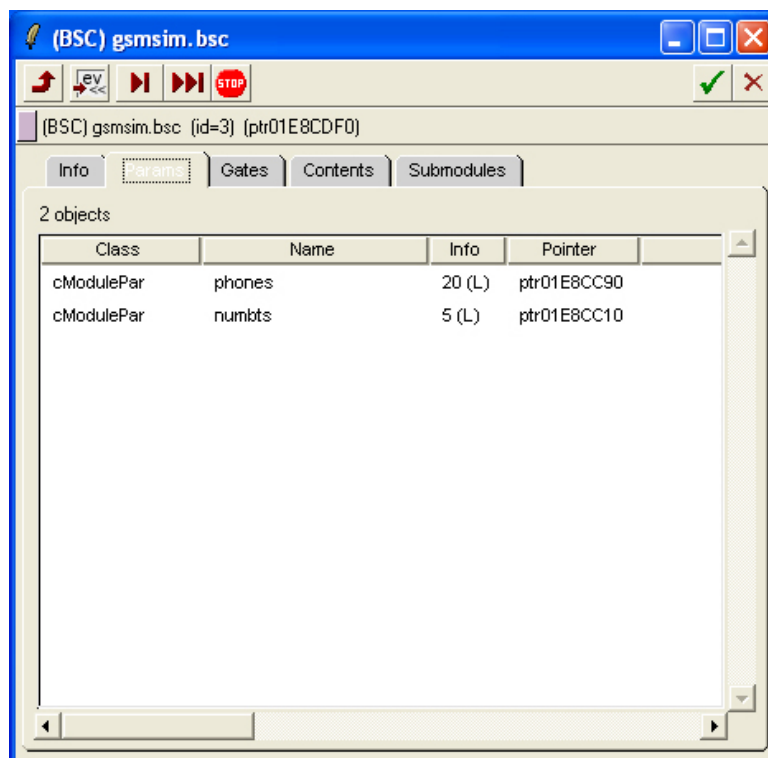 (BSC) gsmsim.bsc
ev
STOP
(BSC) gsmsim.bsc (id=3) (ptr01E8CDF0)
Info Params Gates Contents Submodules
2 objects
Class Name Info Pointer
cModulePar phones 20 (L) ptr01E8CC90
cModulePar numbts 5 (L) ptr01E8CC10